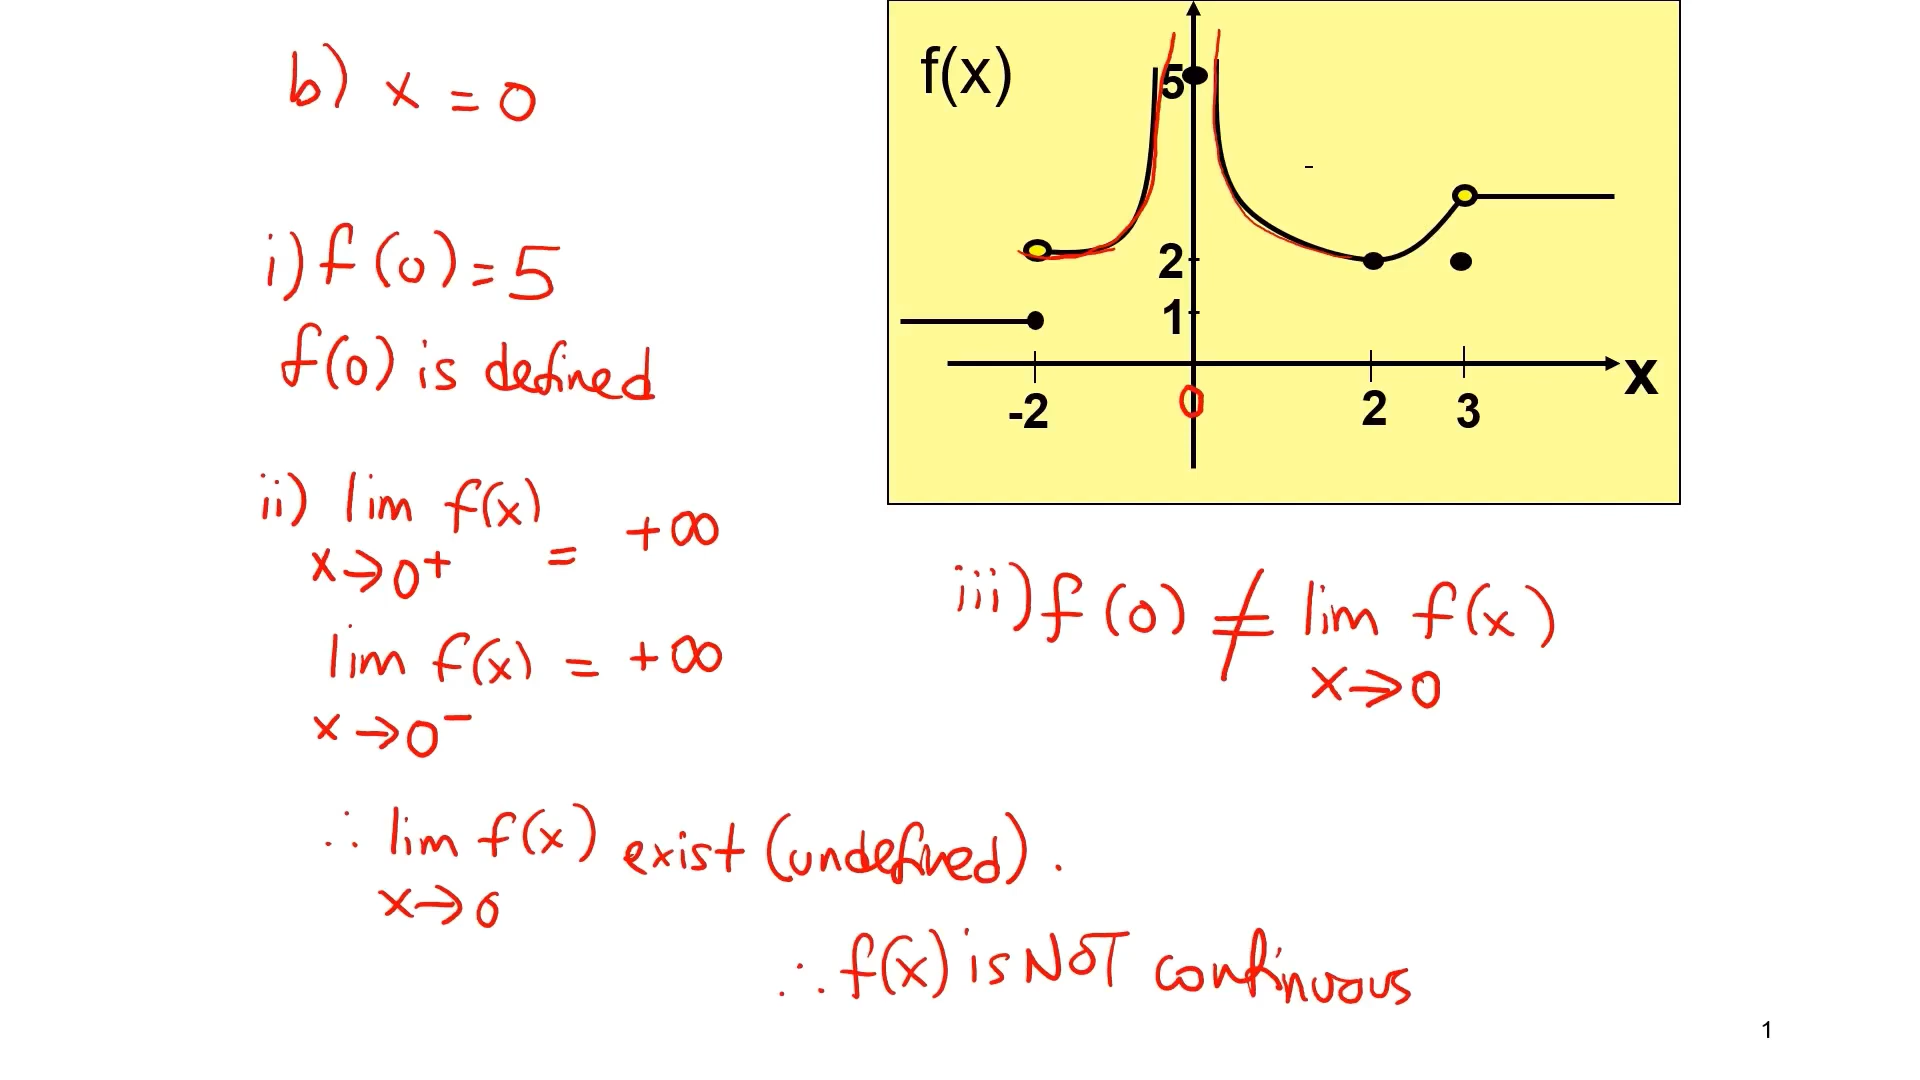 b) x = 0
i) f(0) = 5
f(0) is defined
ii) lim f(x) = +∞
x→0⁺
lim f(x) = +∞
x→0⁻
∴ lim f(x) exist (undefined).
x→0
f(x)
5
2
1
-2 0 2 3 x
iii) f(0) ≠ lim f(x)
x→0
∴ f(x) is NOT continuous
1